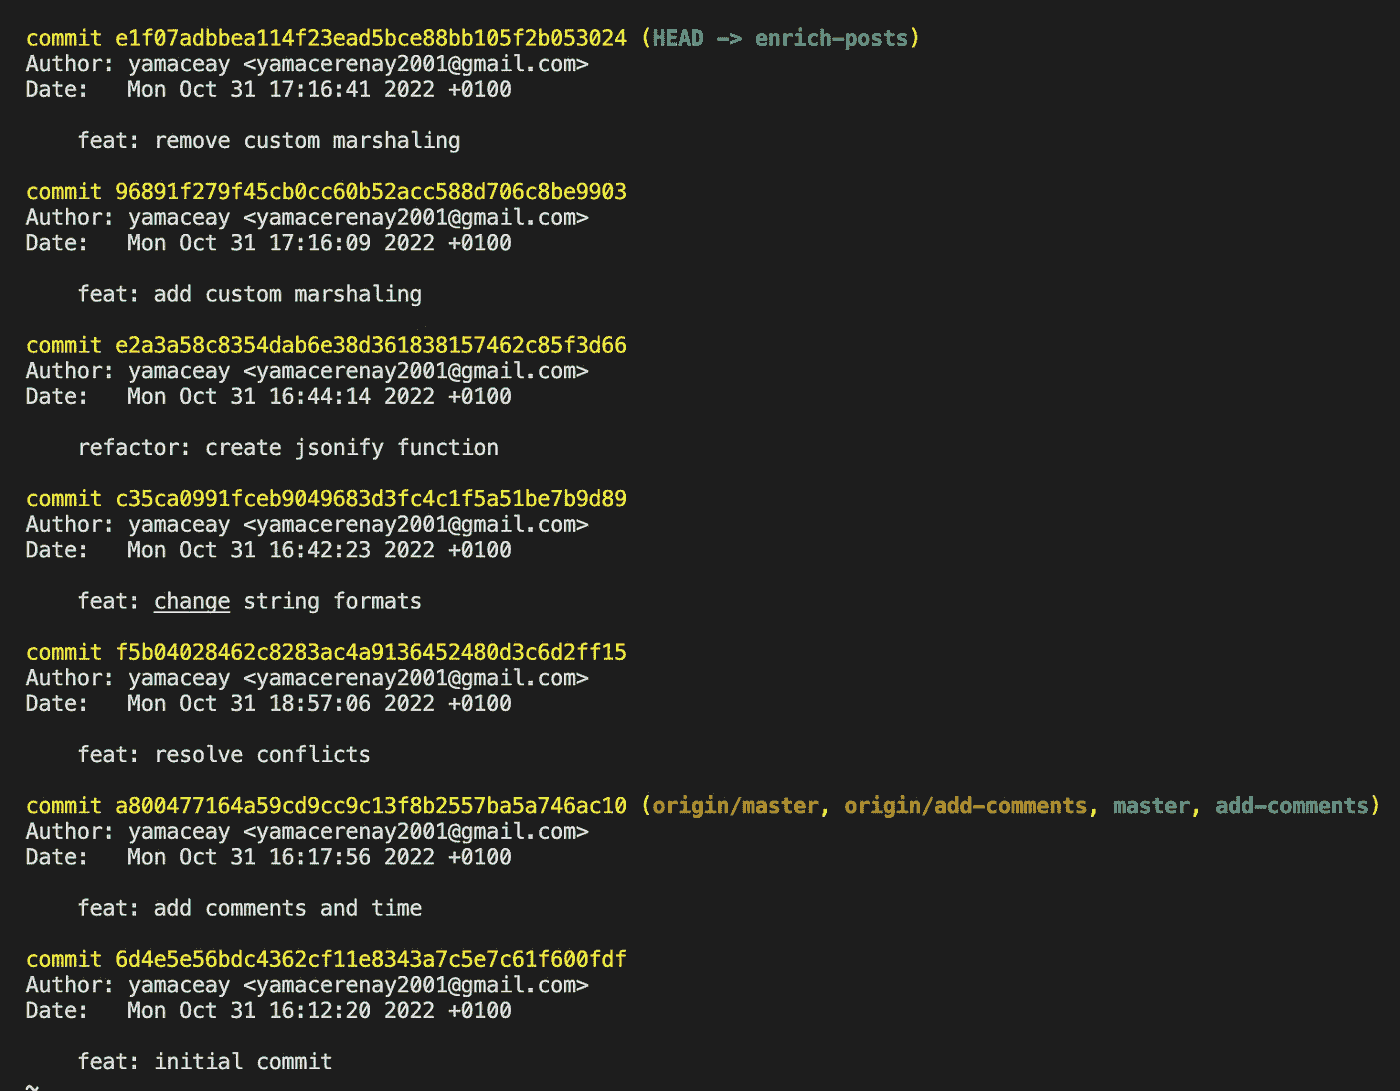 commit e1f07adbbea114f23ead5bce88bb105f2b053024 (HEAD -> enrich-posts)
Author: yamaceay <yamacerenay2001@gmail.com>
Date:   Mon Oct 31 17:16:41 2022 +0100
feat: remove custom marshaling
commit 96891f279f45cb0cc60b52acc588d706c8be9903
Author: yamaceay <yamacerenay2001@gmail.com>
Date:   Mon Oct 31 17:16:09 2022 +0100
feat: add custom marshaling
commit e2a3a58c8354dab6e38d361838157462c85f3d66
Author: yamaceay <yamacerenay2001@gmail.com>
Date:   Mon Oct 31 16:44:14 2022 +0100
refactor: create jsonify function
commit c35ca0991fceb9049683d3fc4c1f5a51be7b9d89
Author: yamaceay <yamacerenay2001@gmail.com>
Date:   Mon Oct 31 16:42:23 2022 +0100
feat: change string formats
commit f5b04028462c8283ac4a9136452480d3c6d2ff15
Author: yamaceay <yamacerenay2001@gmail.com>
Date:   Mon Oct 31 18:57:06 2022 +0100
feat: resolve conflicts
commit a800477164a59cd9cc9c13f8b2557ba5a746ac10 (origin/master, origin/add-comments, master, add-comments)
Author: yamaceay <yamacerenay2001@gmail.com>
Date:   Mon Oct 31 16:17:56 2022 +0100
feat: add comments and time
commit 6d4e5e56bdc4362cf11e8343a7c5e7c61f600fdf
Author: yamaceay <yamacerenay2001@gmail.com>
Date:   Mon Oct 31 16:12:20 2022 +0100
feat: initial commit
~